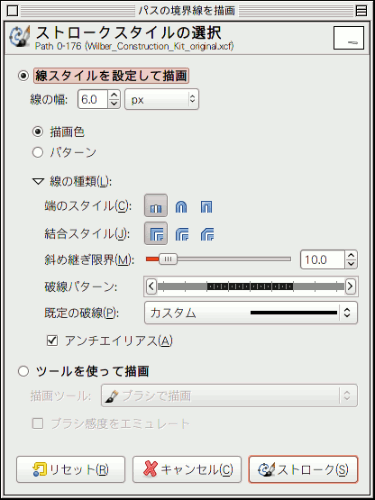 パスの境界線を描画
ストロークスタイルの選択
Path 0-176 (Wilber_Construction_Kit_original.xcf)
線スタイルを設定して描画
線の幅: 6.0 px
描画色
パターン
線の種類(L):
端のスタイル(C):
結合スタイル(J):
斜め継ぎ限界(M): 10.0
破線パターン:
既定の破線(P): カスタム
アンチエイリアス(A)
ツールを使って描画
描画ツール: ブラシで描画
ブラシ感度をエミュレート
リセット(R) キャンセル(C) ストローク(S)